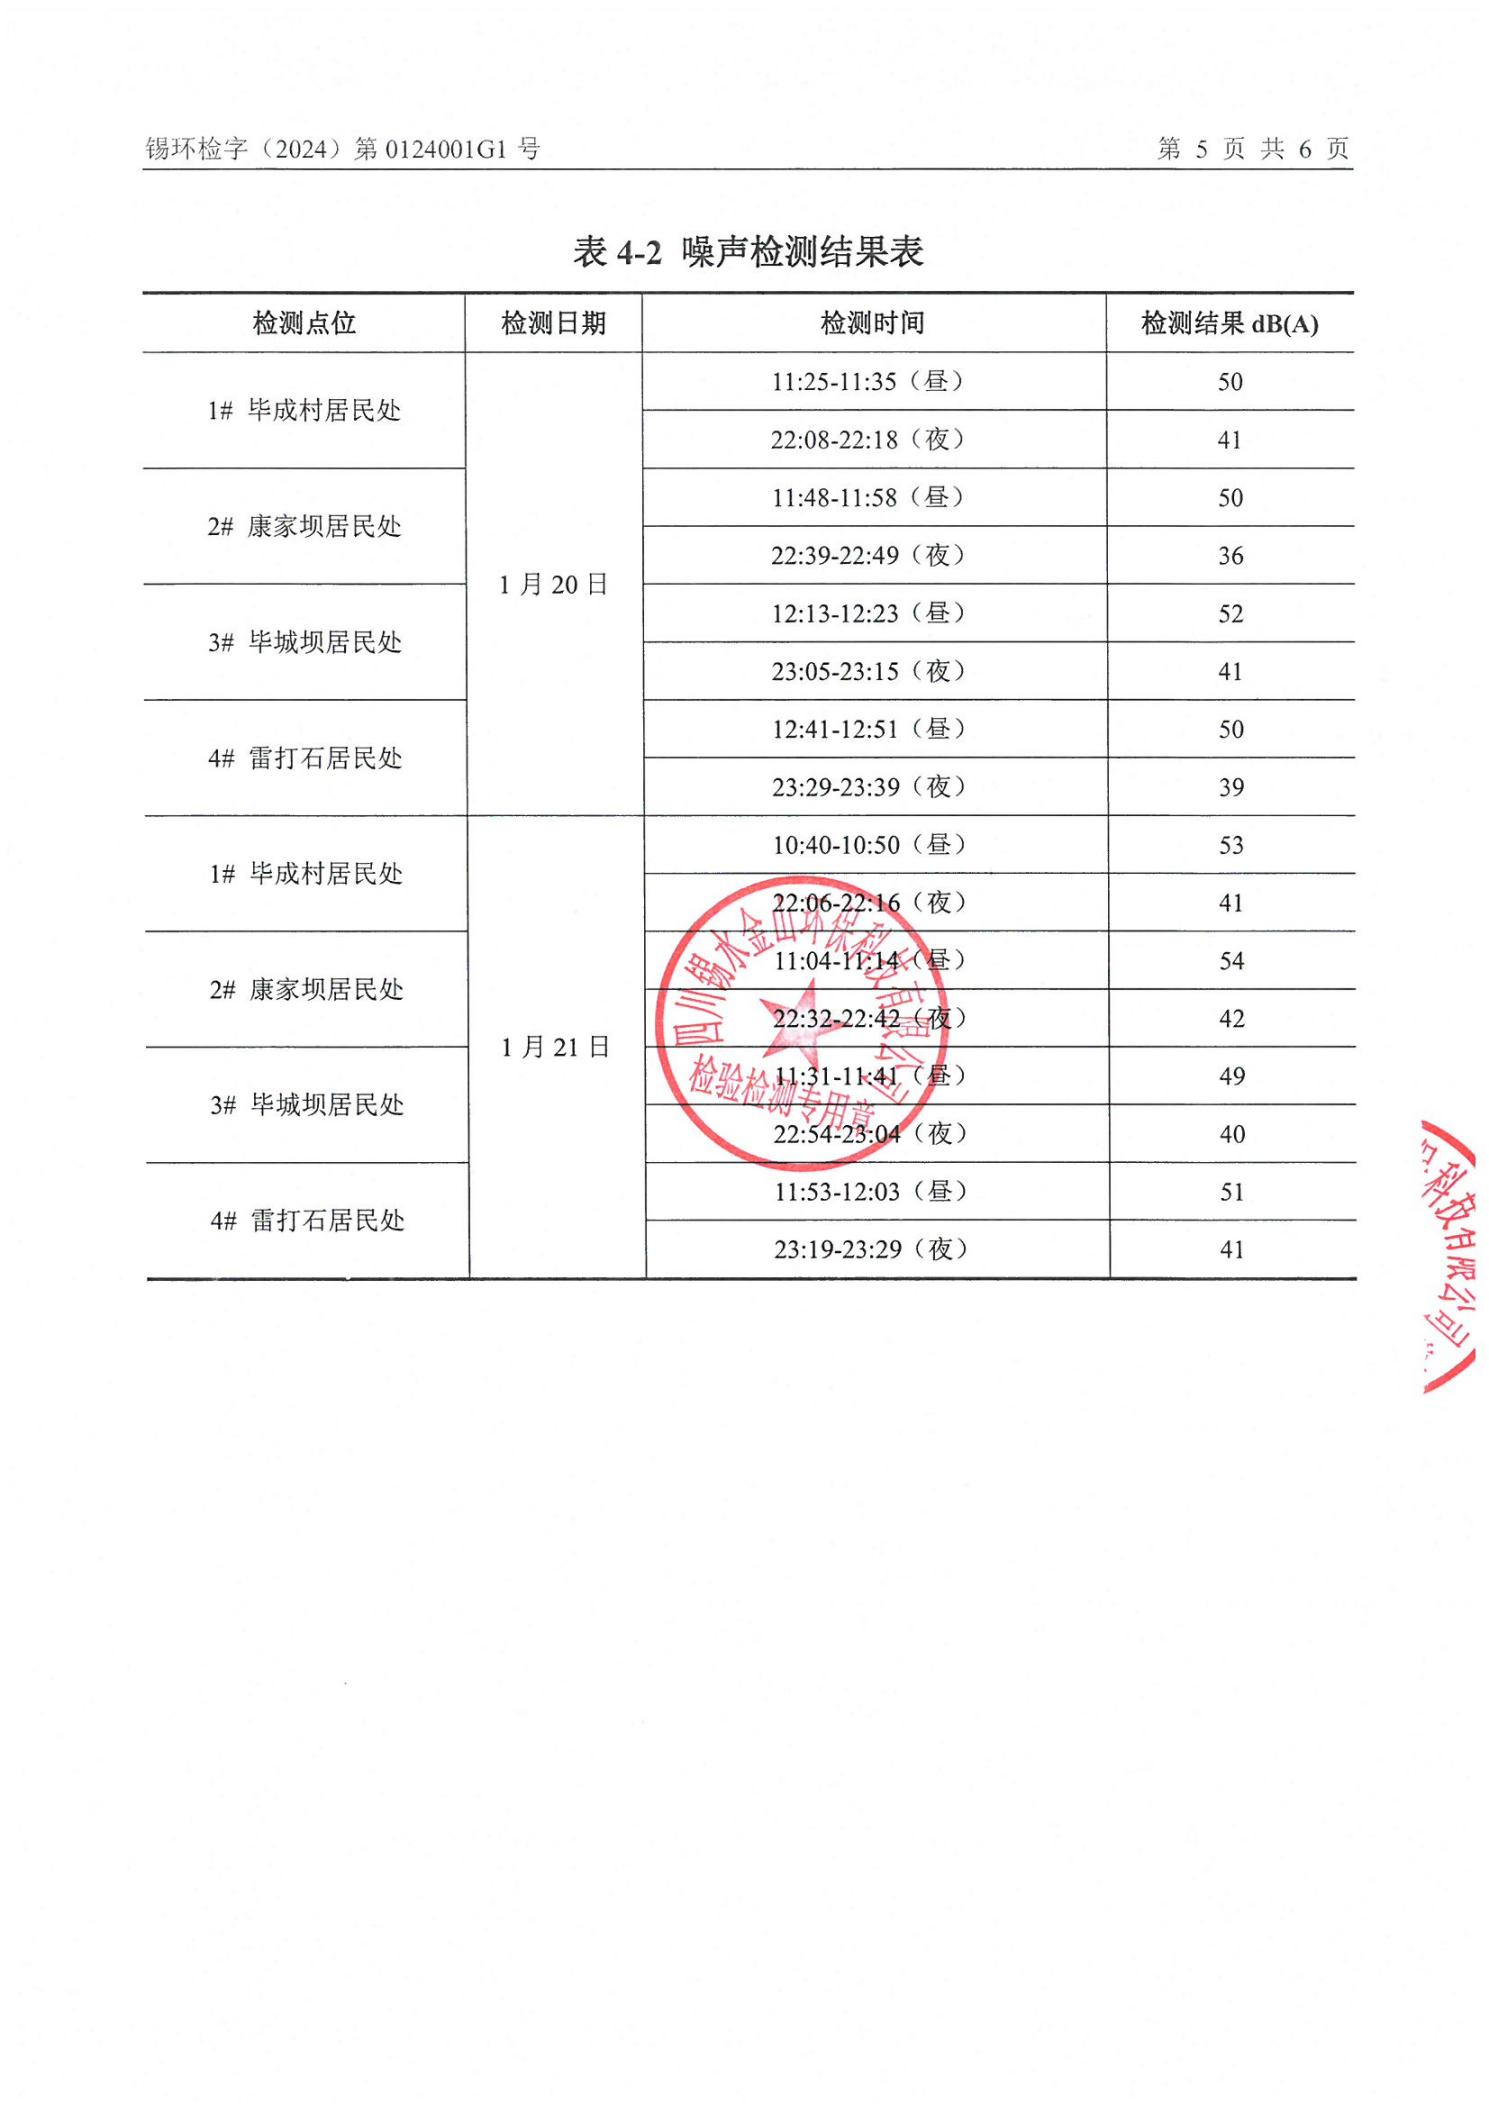 锡环检字（2024）第 0124001G1 号 第 5 页 共 6 页
表 4-2 噪声检测结果表
检测点位 检测日期 检测时间 检测结果 dB(A)
1# 毕成村居民处 1 月 20 日 11:25-11:35（昼） 50
22:08-22:18（夜） 41
2# 康家坝居民处 11:48-11:58（昼） 50
22:39-22:49（夜） 36
3# 毕城坝居民处 12:13-12:23（昼） 52
23:05-23:15（夜） 41
4# 雷打石居民处 12:41-12:51（昼） 50
23:29-23:39（夜） 39
1# 毕成村居民处 1 月 21 日 10:40-10:50（昼） 53
22:06-22:16（夜） 41
2# 康家坝居民处 11:04-11:14（昼） 54
22:32-22:42（夜） 42
3# 毕城坝居民处 11:31-11:41（昼） 49
22:54-23:04（夜） 40
4# 雷打石居民处 11:53-12:03（昼） 51
23:19-23:29（夜） 41
四川锡水金山环保科技有限公司
检验检测专用章
科技有限公司